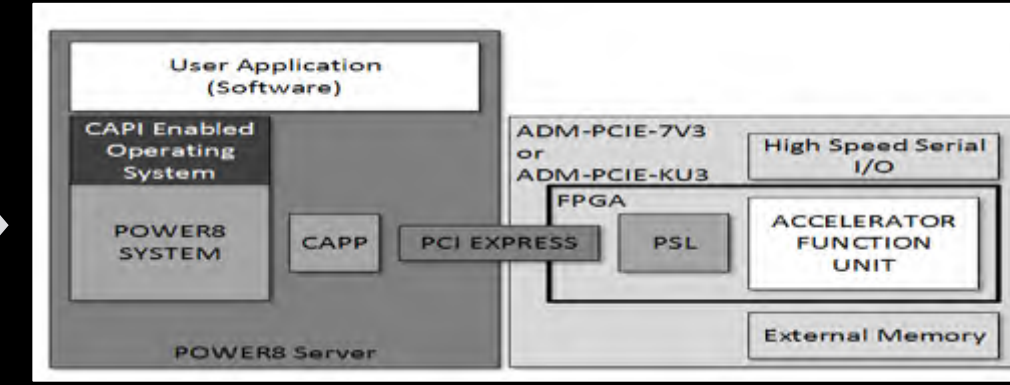 User Application
(Software)
CAPI Enabled
Operating
System
POWER8
SYSTEM
CAPP
PCI EXPRESS
POWER8 Server
ADM-PCIE-7V3
or
ADM-PCIE-KU3
High Speed Serial
I/O
FPGA
PSL
ACCELERATOR
FUNCTION
UNIT
External Memory